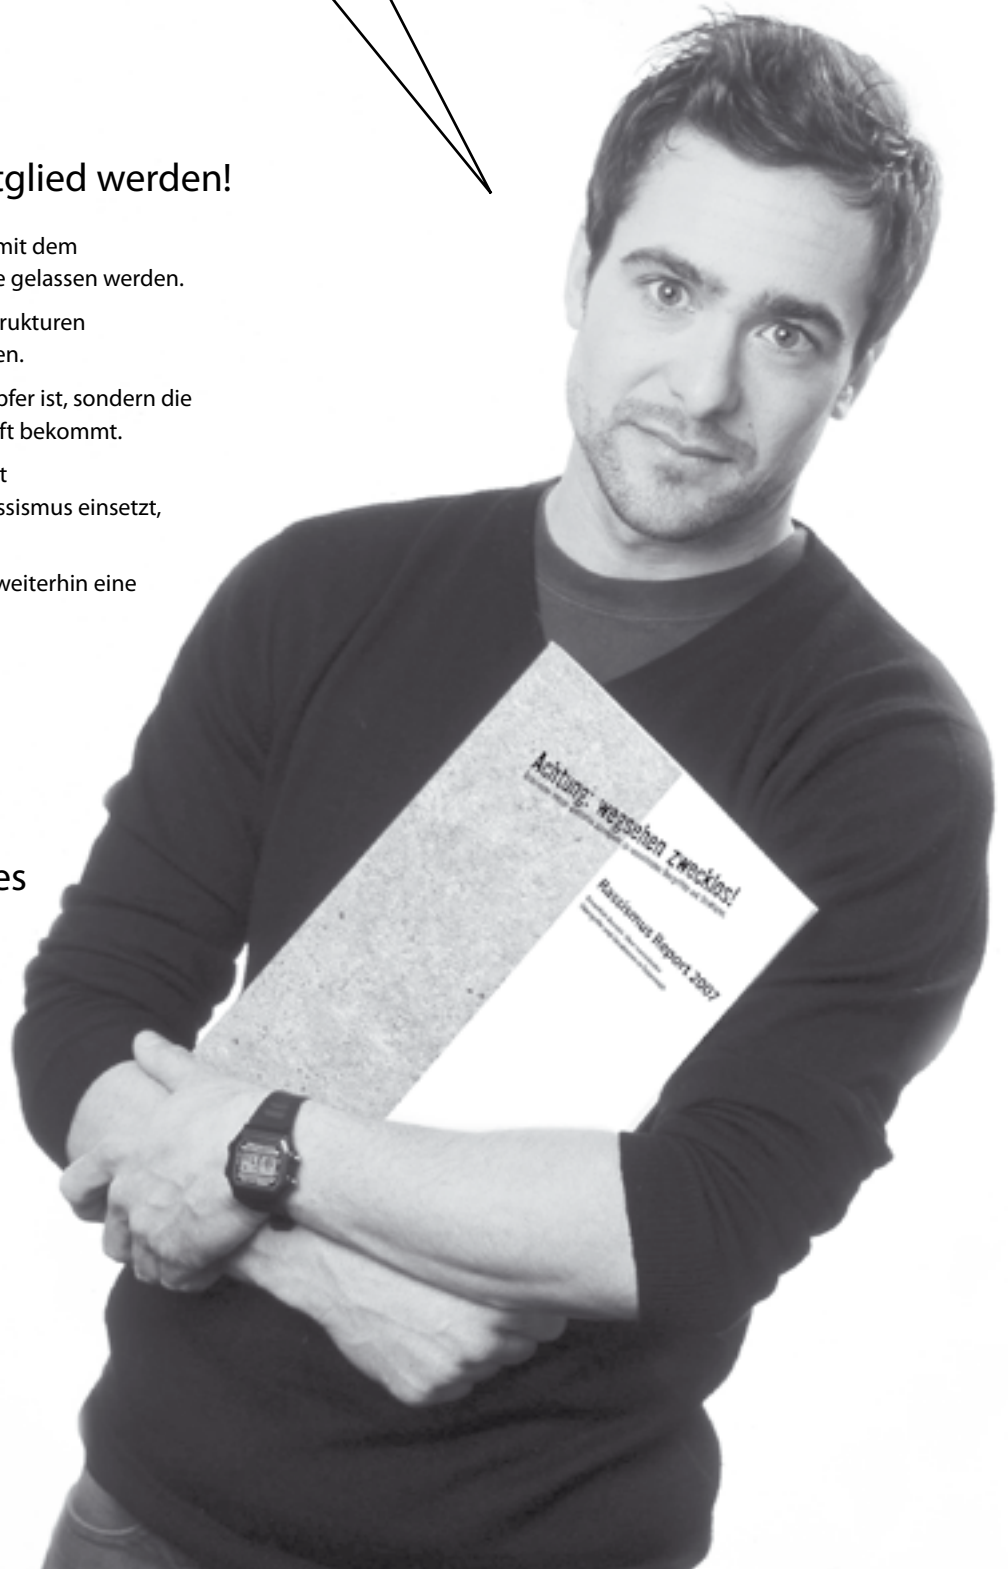 tglied werden!
mit dem
e gelassen werden.
rukturen
en.
pfer ist, sondern die
ft bekommt.
t
ssismus einsetzt,
weiterhin eine
es
Achtung: wegsehen zwecklos!
Rassismus Report 2007